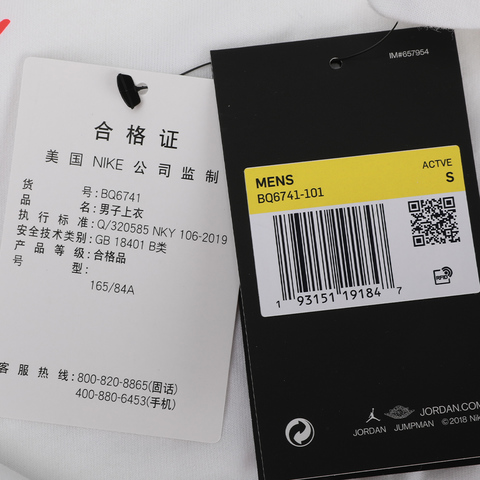 合格证
美国 NIKE 公司监制
货号:BQ6741
品名:男子上衣
执行标准:Q/320585 NKY 106-2019
安全技术类别:GB 18401 B类
产品等级:合格品
号型:
165/84A
客服热线:800-820-8865(固话)
400-880-6453(手机)
IM#657954
MENS
BQ6741-101
ACTVE
S
RFID
1 93151 19184 7
JORDAN.COM
JORDAN JUMPMAN ©2018 Nik